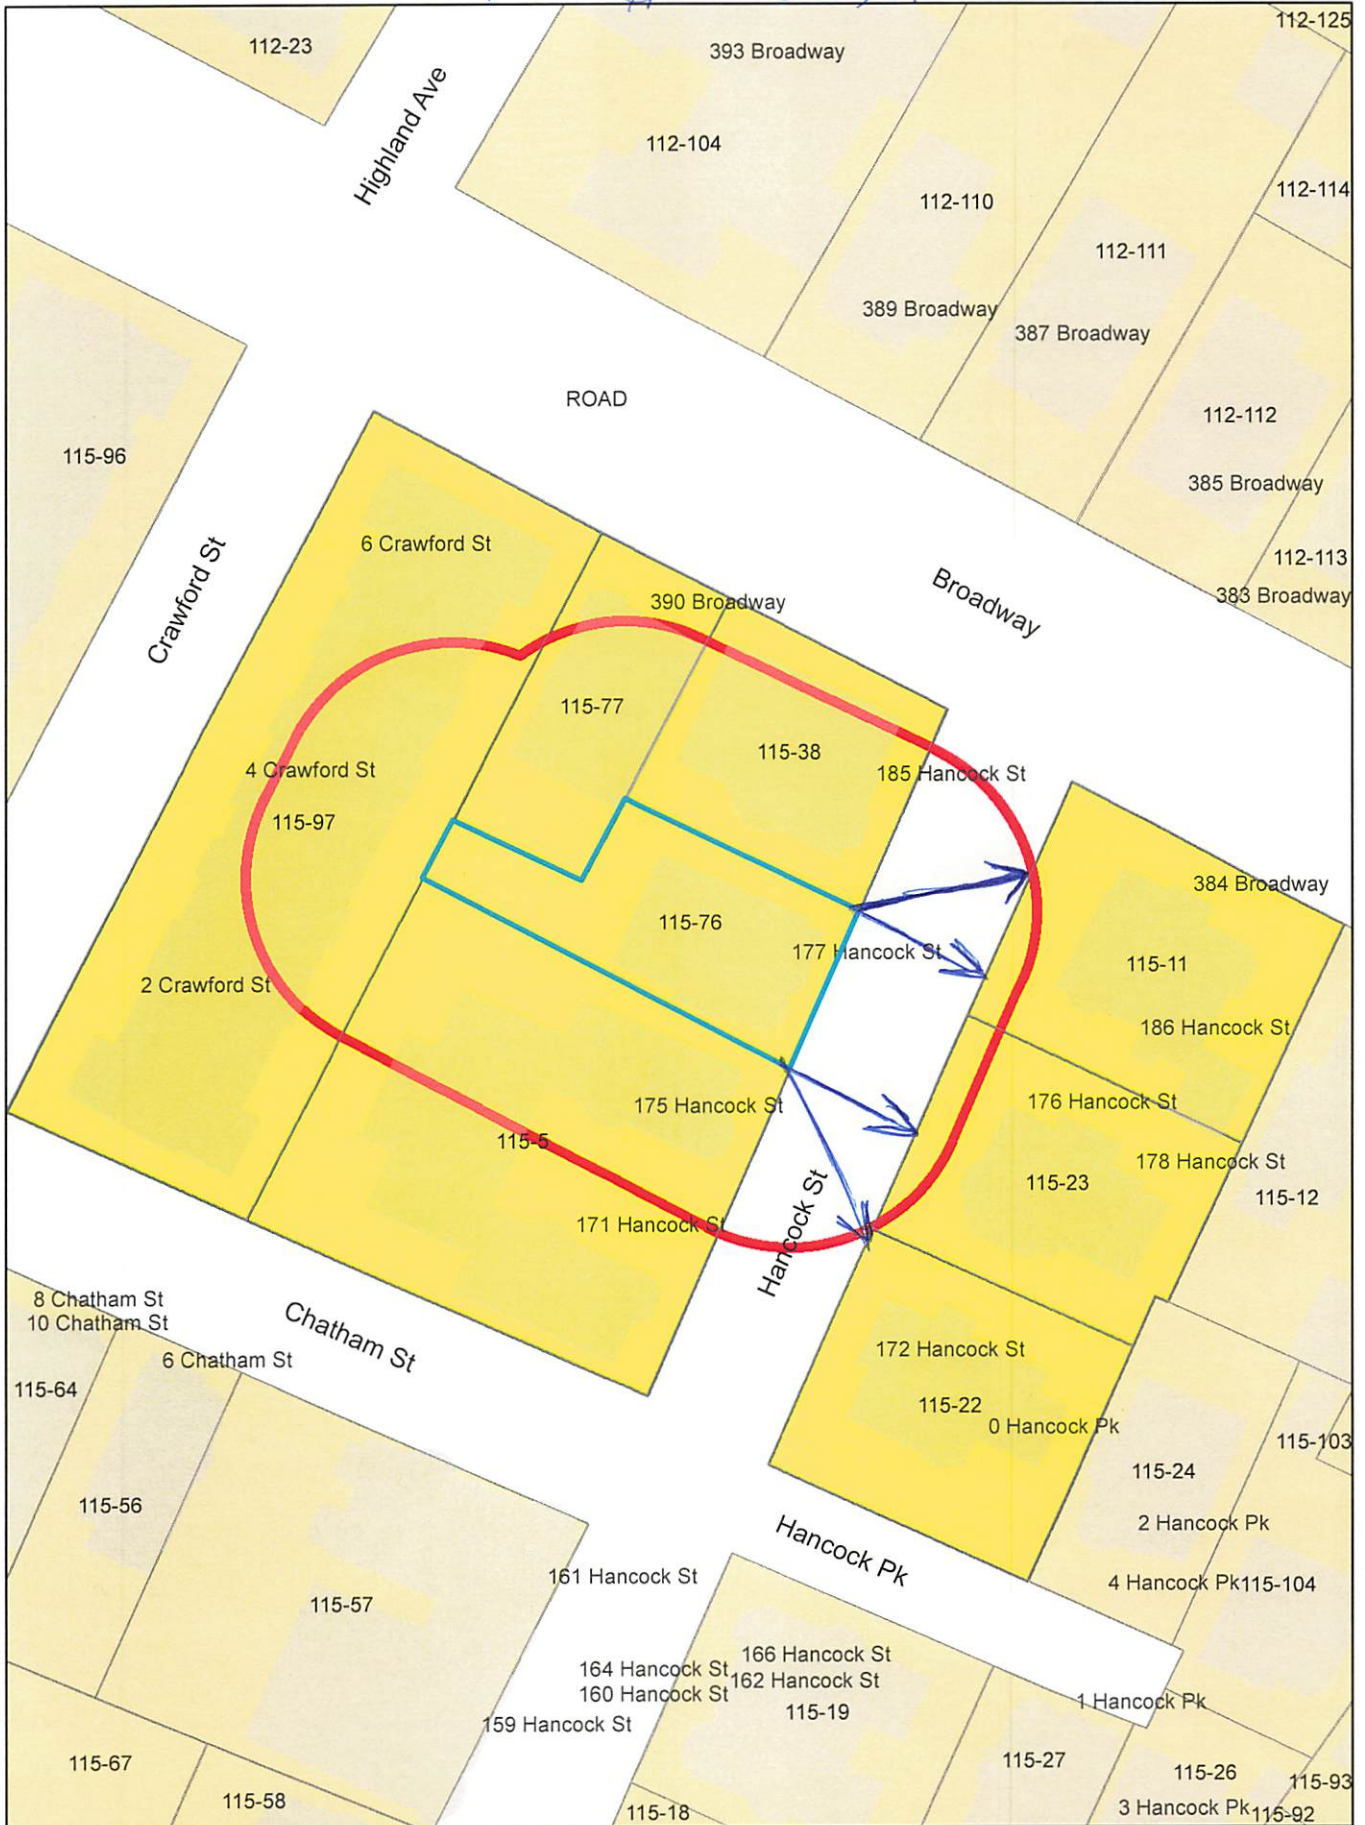 112-23
393 Broadway
112-125
Highland Ave
112-104
112-110
112-114
112-111
389 Broadway
387 Broadway
ROAD
112-112
115-96
385 Broadway
6 Crawford St
112-113
Crawford St
390 Broadway
Broadway
383 Broadway
115-77
115-38
4 Crawford St
185 Hancock St
115-97
384 Broadway
115-76
177 Hancock St
115-11
2 Crawford St
186 Hancock St
175 Hancock St
176 Hancock St
115-5
178 Hancock St
115-23
115-12
171 Hancock St
Hancock St
8 Chatham St
10 Chatham St
Chatham St
6 Chatham St
172 Hancock St
115-64
115-22
0 Hancock Pk
115-103
115-24
115-56
2 Hancock Pk
Hancock Pk
161 Hancock St
4 Hancock Pk
115-104
115-57
166 Hancock St
164 Hancock St
162 Hancock St
160 Hancock St
115-19
1 Hancock Pk
159 Hancock St
115-67
115-27
115-26
115-93
115-58
115-18
3 Hancock Pk
115-92